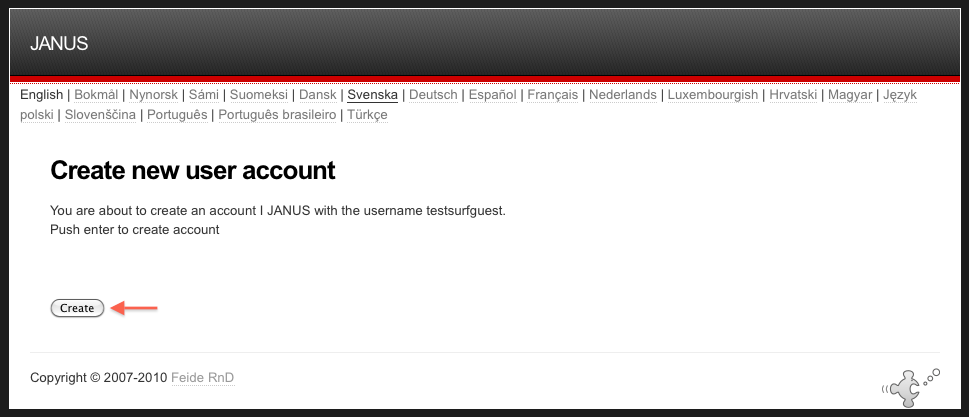 JANUS
English | Bokmål | Nynorsk | Sámi | Suomeksi | Dansk | Svenska | Deutsch | Español | Français | Nederlands | Luxembourgish | Hrvatski | Magyar | Język
polski | Slovenščina | Português | Português brasileiro | Türkçe
Create new user account
You are about to create an account I JANUS with the username testsurfguest.
Push enter to create account
Create
Copyright © 2007-2010 Feide RnD